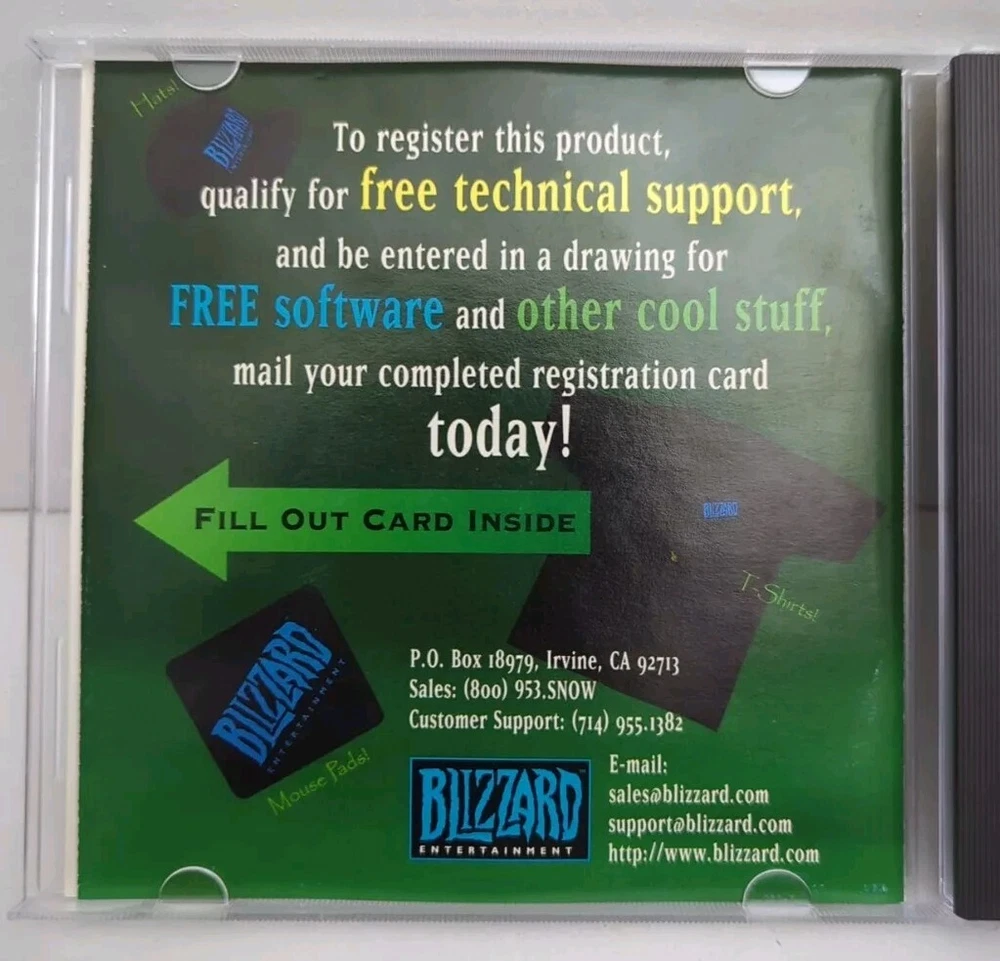 Hats!
BLIZZARD
To register this product,
qualify for free technical support,
and be entered in a drawing for
FREE software and other cool stuff,
mail your completed registration card
today!
FILL OUT CARD INSIDE
BLIZZARD
T-Shirts!
BLIZZARD
ENTERTAINMENT
Mouse Pads!
P.O. Box 18979, Irvine, CA 92713
Sales: (800) 953.SNOW
Customer Support: (714) 955.1382
BLIZZARD
ENTERTAINMENT
E-mail:
sales@blizzard.com
support@blizzard.com
http://www.blizzard.com